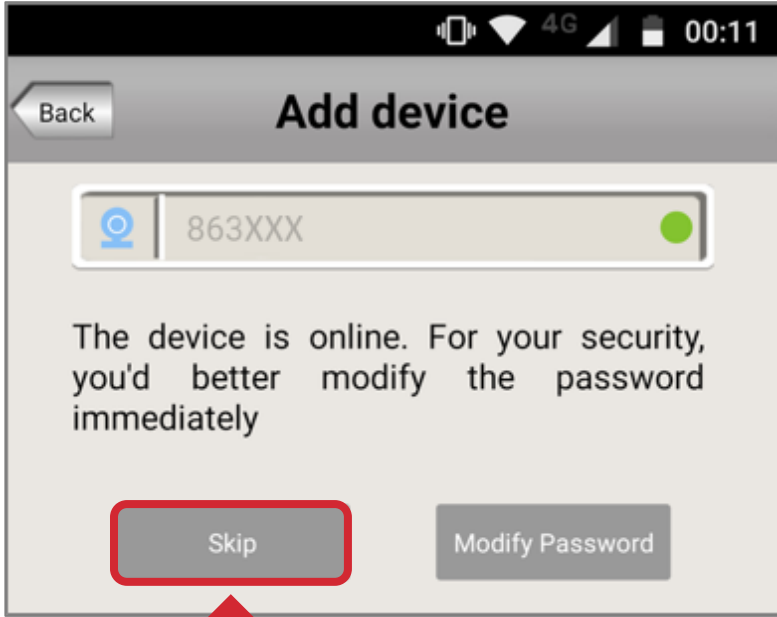 4G 00:11
Back Add device
863XXX
The device is online. For your security,
you'd better modify the password
immediately
Skip Modify Password